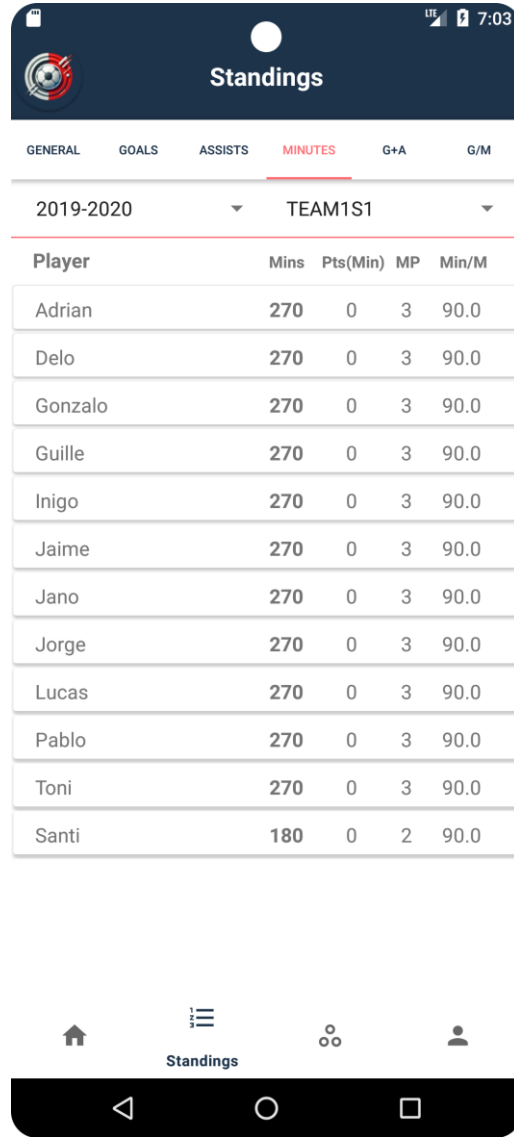 LTE 7:03
Standings
GENERAL GOALS ASSISTS MINUTES G+A G/M
2019-2020 TEAM1S1
Player Mins Pts(Min) MP Min/M
Adrian 270 0 3 90.0
Delo 270 0 3 90.0
Gonzalo 270 0 3 90.0
Guille 270 0 3 90.0
Inigo 270 0 3 90.0
Jaime 270 0 3 90.0
Jano 270 0 3 90.0
Jorge 270 0 3 90.0
Lucas 270 0 3 90.0
Pablo 270 0 3 90.0
Toni 270 0 3 90.0
Santi 180 0 2 90.0
Standings